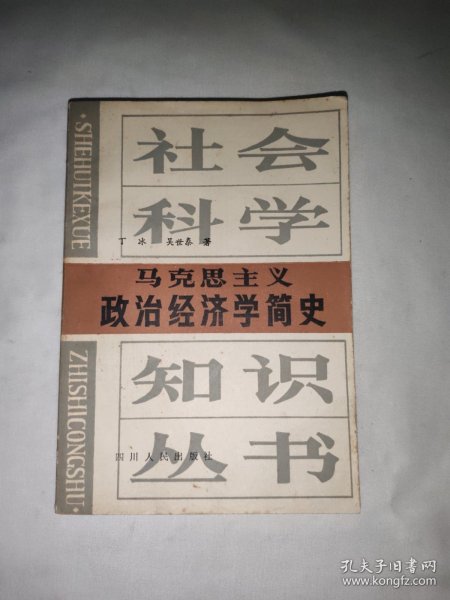 ·SHEHUIKEXUE
社会
科学
丁冰 吴世泰 著
马克思主义
政治经济学简史
知识
丛书
四川人民出版社
ZHISHICONGSHU·
孔夫子旧书网
www.kongfz.com